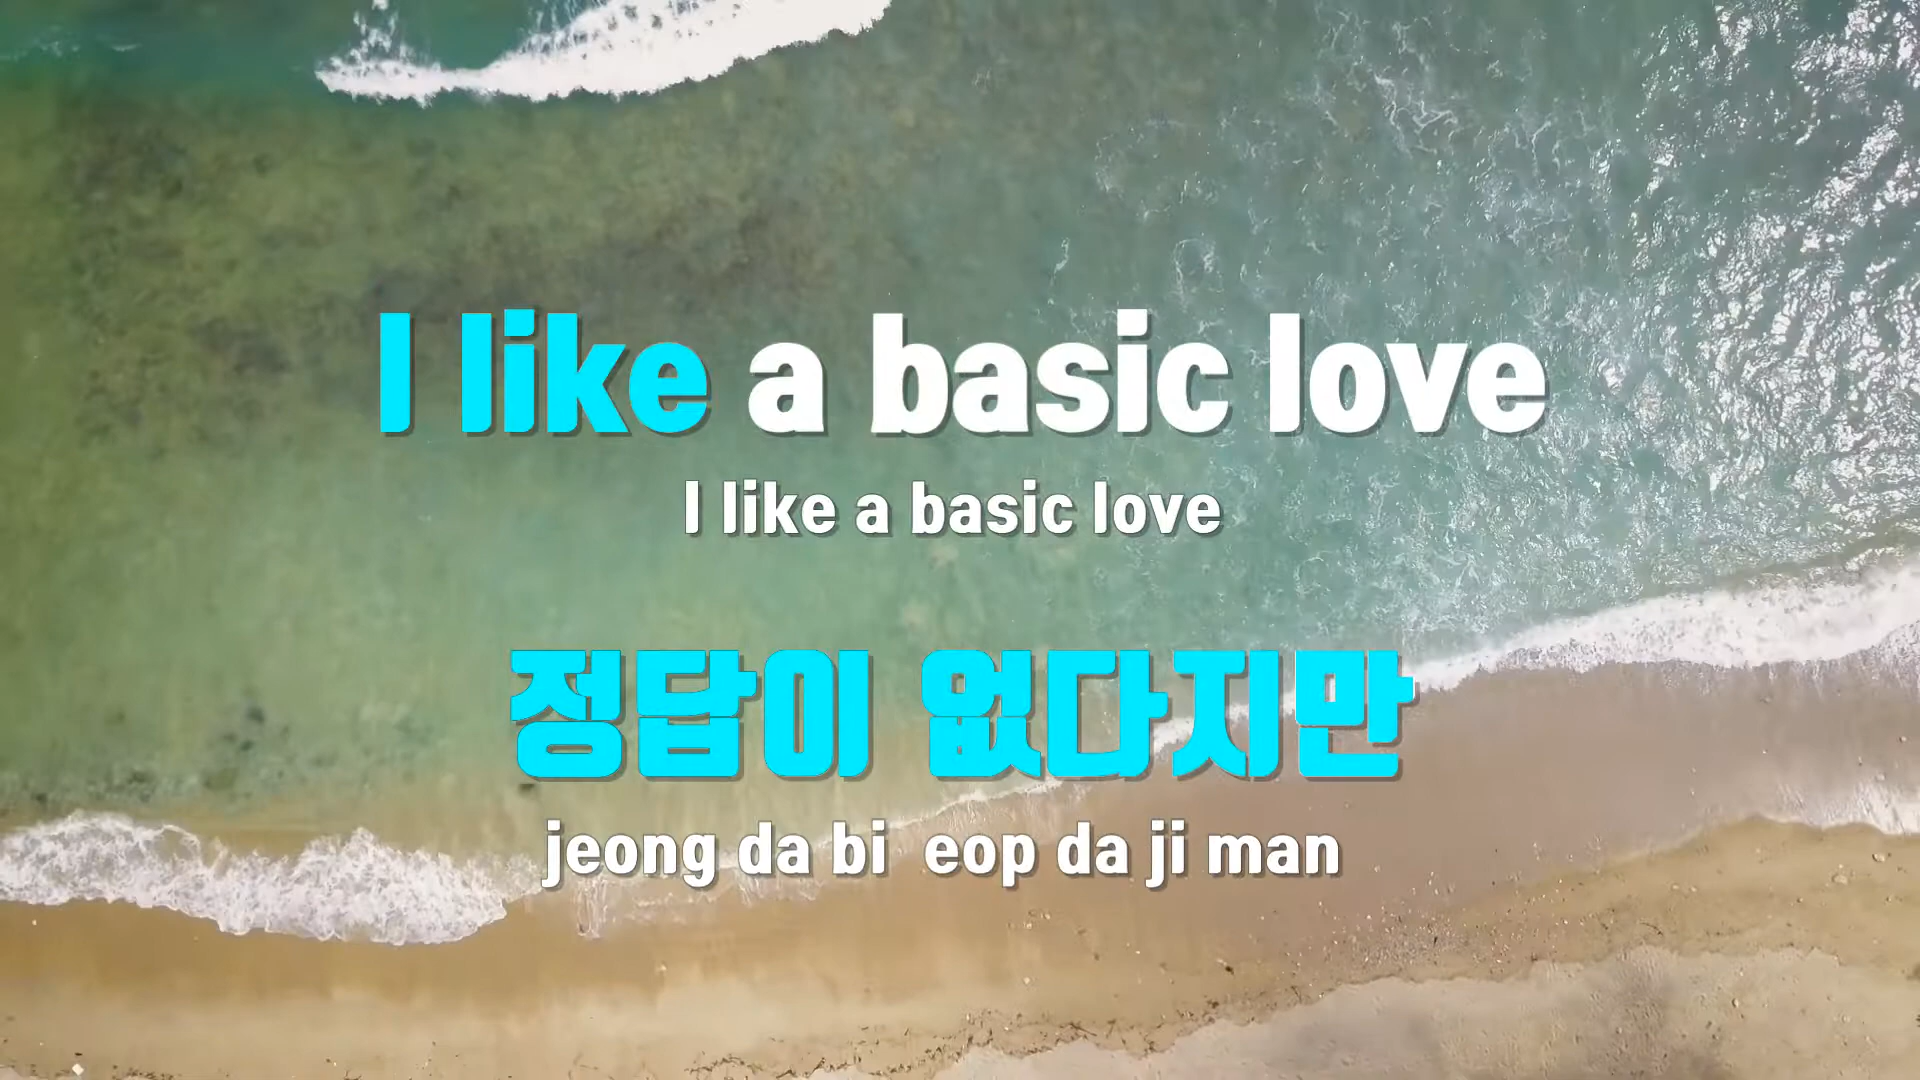 I like a basic love
I like a basic love
정답이 없다지만
jeong da bi eop da ji man